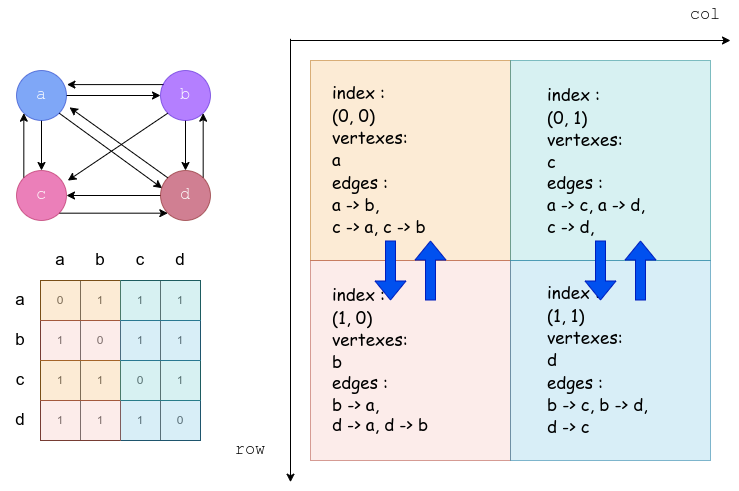 col
a
b
c
d
a b c d
a 0 1 1 1
b 1 0 1 1
c 1 1 0 1
d 1 1 1 0
index :
(0, 0)
vertexes:
a
edges :
a -> b,
c -> a, c -> b
index :
(0, 1)
vertexes:
c
edges :
a -> c, a -> d,
c -> d,
index :
(1, 0)
vertexes:
b
edges :
b -> a,
d -> a, d -> b
index :
(1, 1)
vertexes:
d
edges :
b -> c, b -> d,
d -> c
row